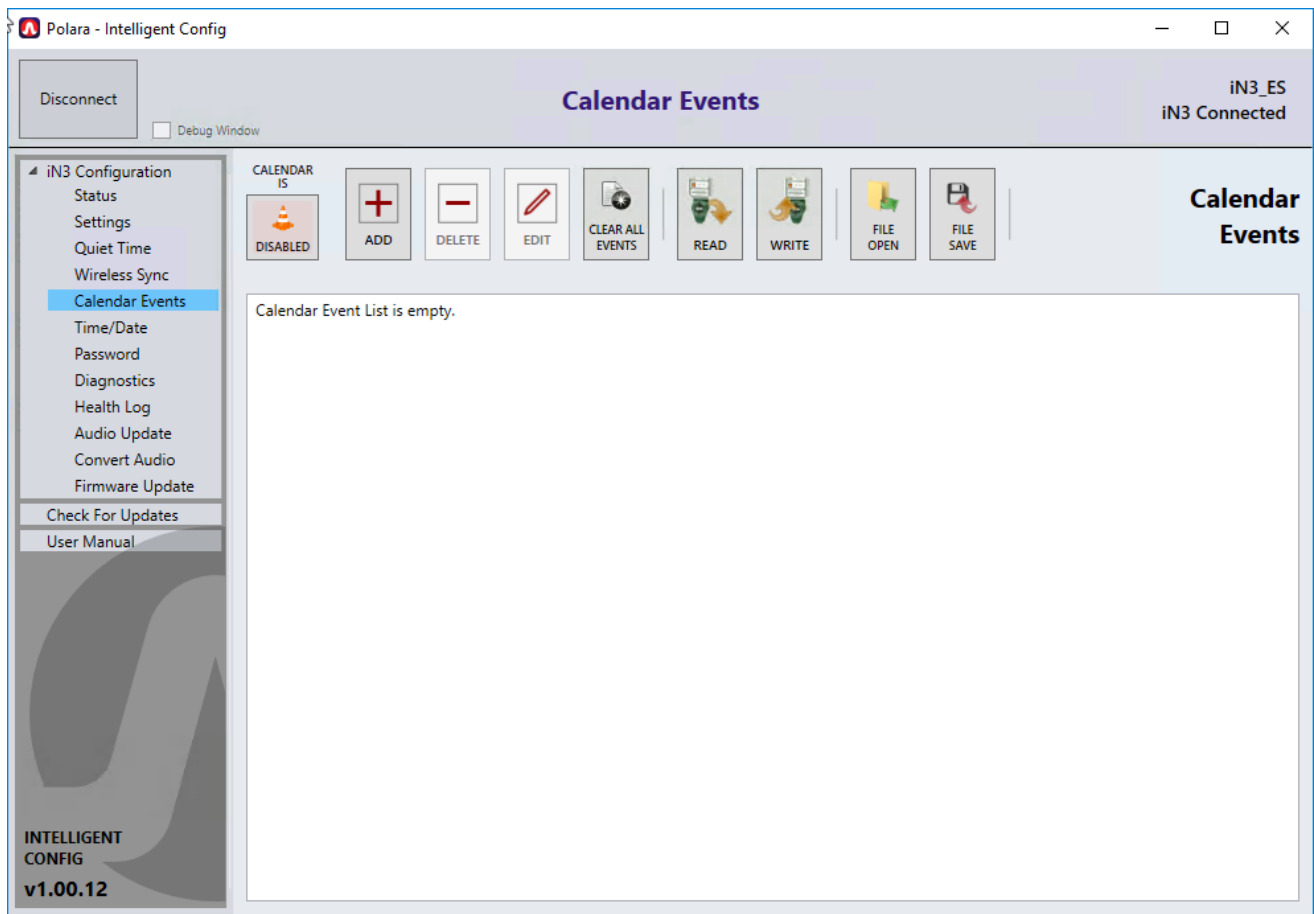 Polara - Intelligent Config
Disconnect
Debug Window
Calendar Events
iN3_ES
iN3 Connected
iN3 Configuration
Status
Settings
Quiet Time
Wireless Sync
Calendar Events
Time/Date
Password
Diagnostics
Health Log
Audio Update
Convert Audio
Firmware Update
Check For Updates
User Manual
INTELLIGENT
CONFIG
v1.00.12
CALENDAR
IS
DISABLED
ADD
DELETE
EDIT
CLEAR ALL
EVENTS
READ
WRITE
FILE
OPEN
FILE
SAVE
Calendar
Events
Calendar Event List is empty.